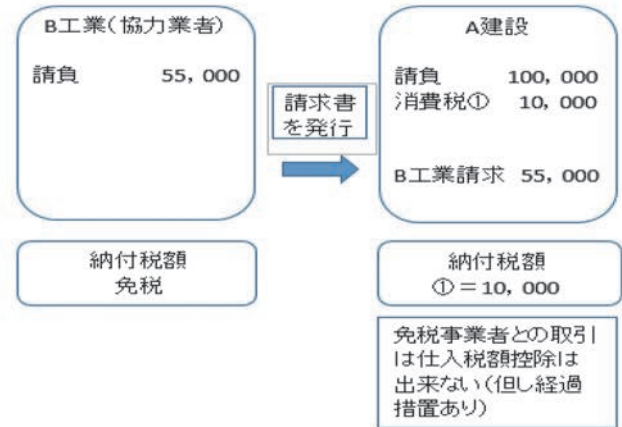 B工業(協力業者)
請負 55,000
請求書
を発行
A建設
請負 100,000
消費税① 10,000
B工業請求 55,000
納付税額
免税
納付税額
①=10,000
免税事業者との取引
は仕入税額控除は
出来ない(但し経過
措置あり)